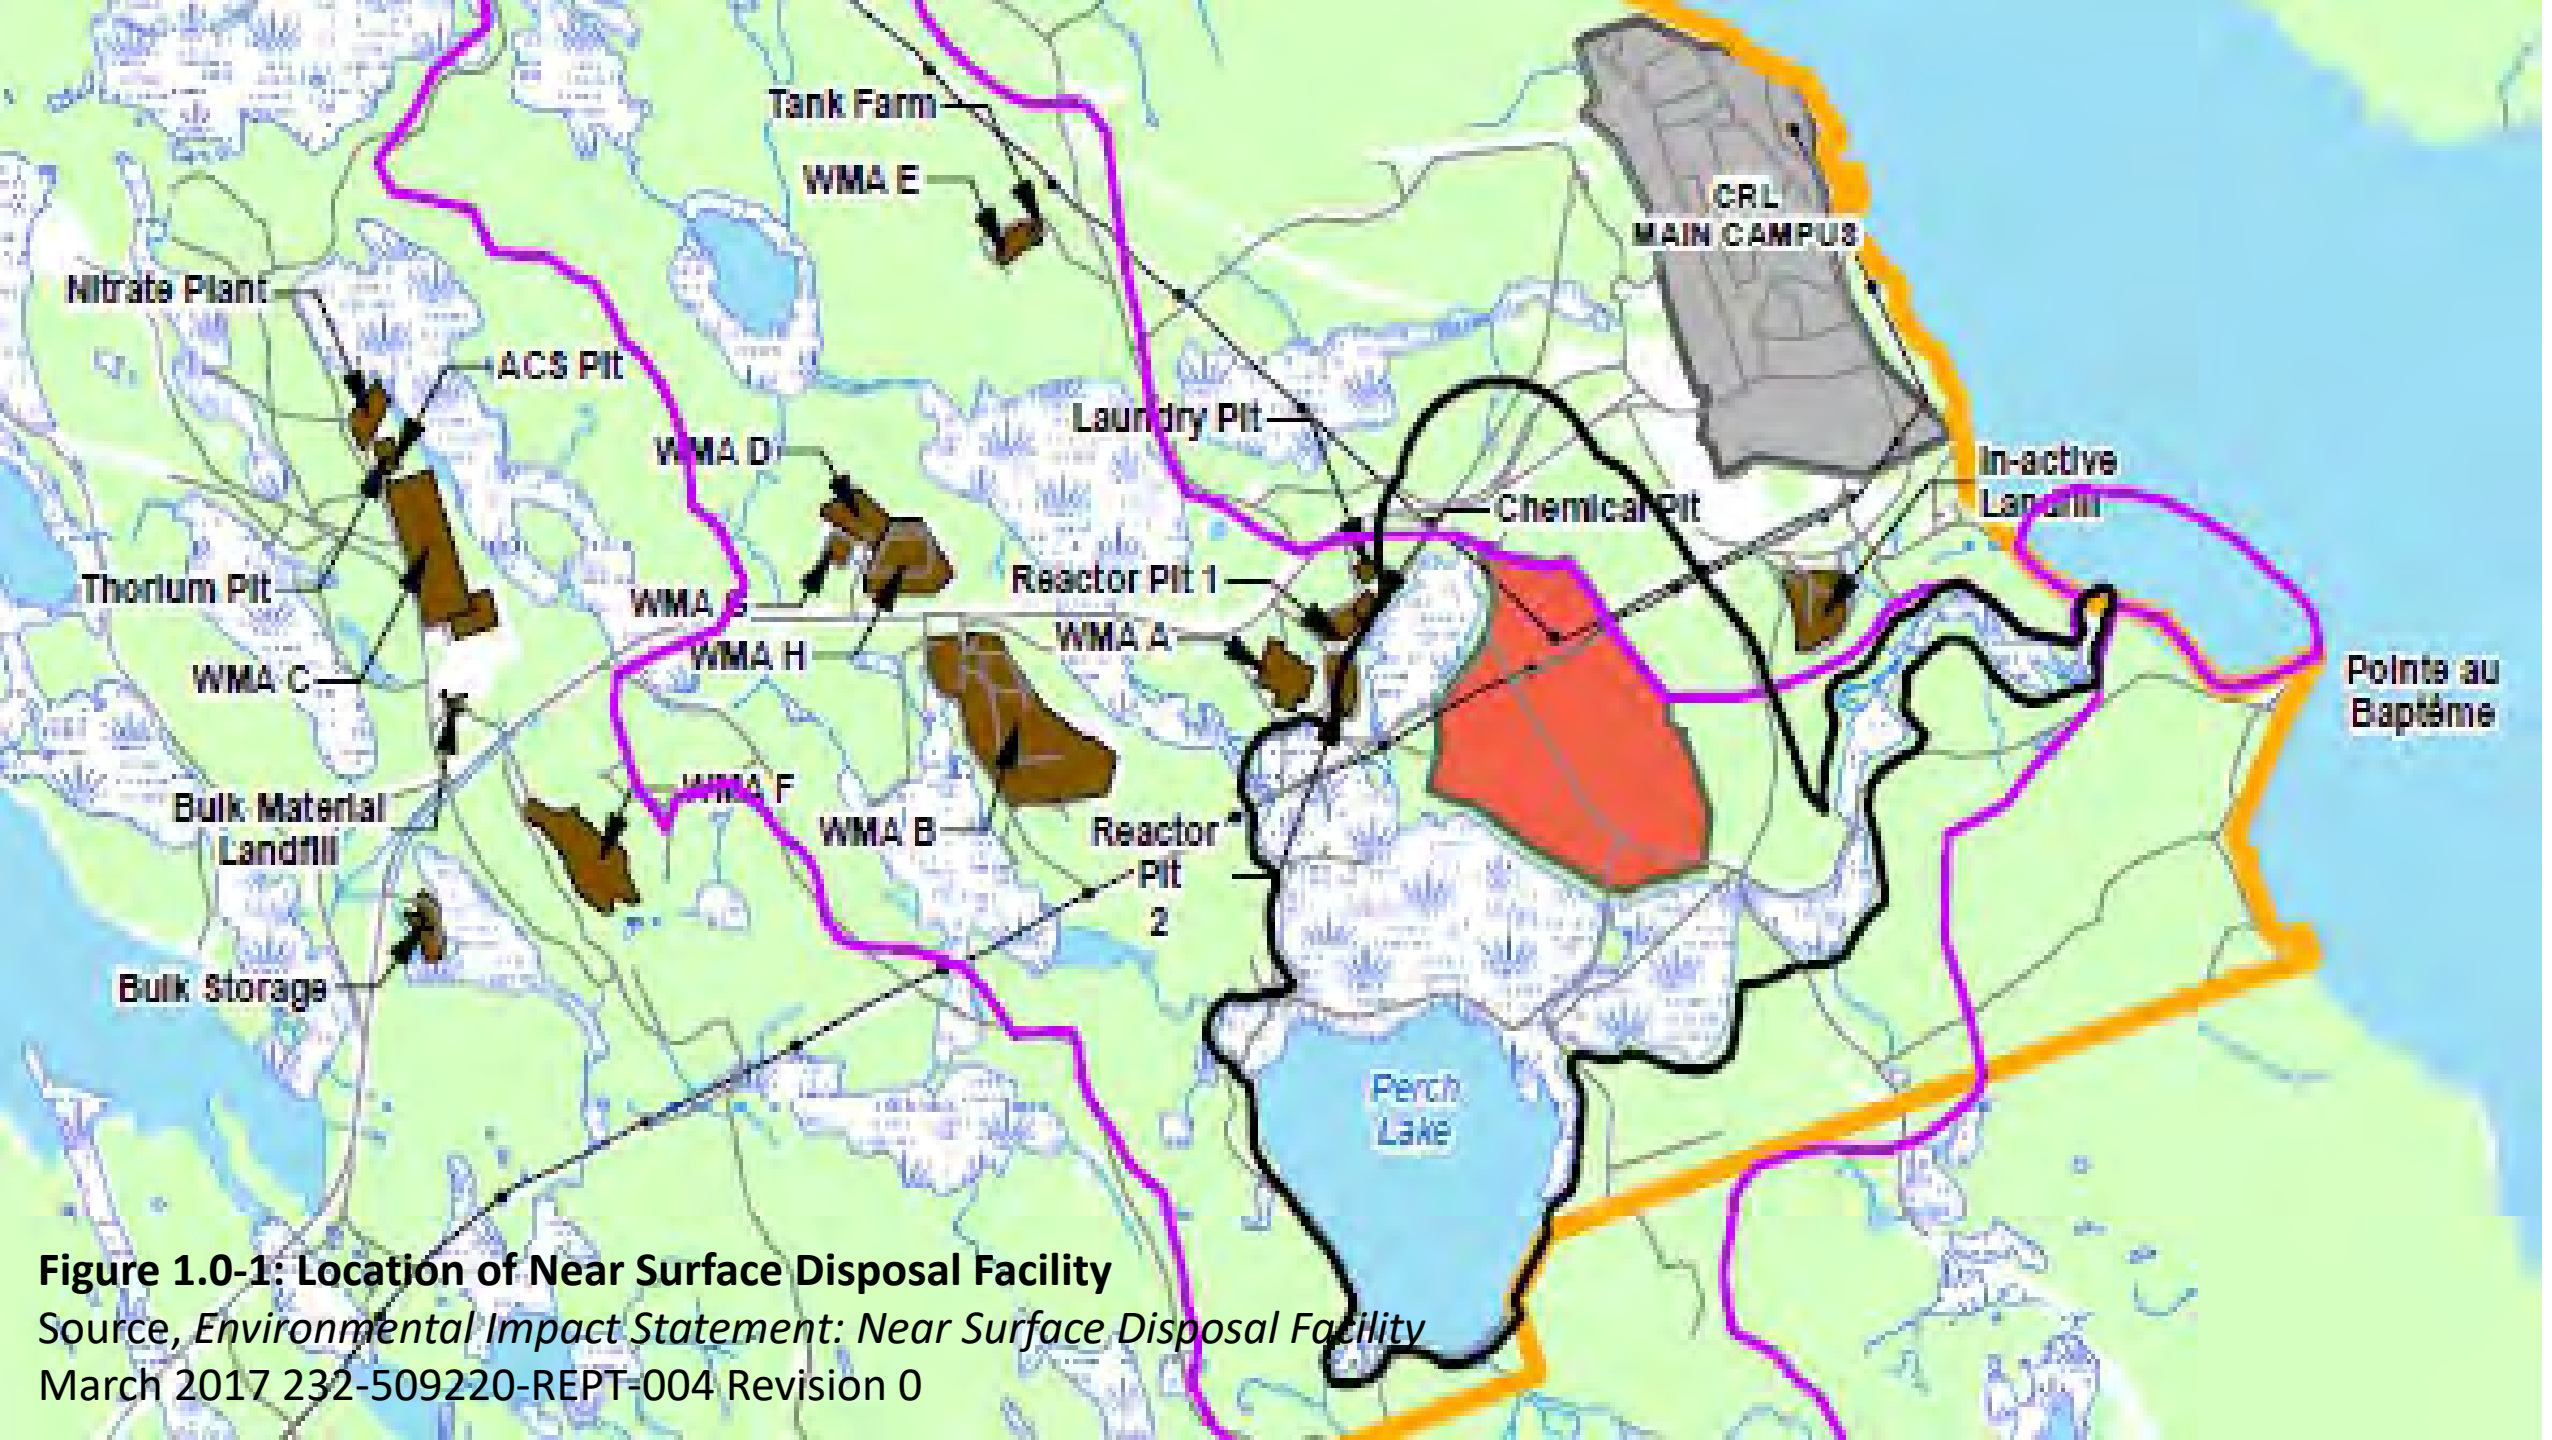 Tank Farm
WMA E
CRL
MAIN CAMPUS
Nitrate Plant
ACS Pit
Laundry Pit
WMA D
In-active
Landfill
Chemical Pit
Thorium Pit
Reactor Pit 1
WMA
WMA A
WMA H
WMA C
Pointe au
Baptême
WMA F
Bulk Material
Landfill
WMA B
Reactor
Pit
2
Bulk Storage
Perch
Lake
Figure 1.0-1: Location of Near Surface Disposal Facility
Source, Environmental Impact Statement: Near Surface Disposal Facility
March 2017 232-509220-REPT-004 Revision 0